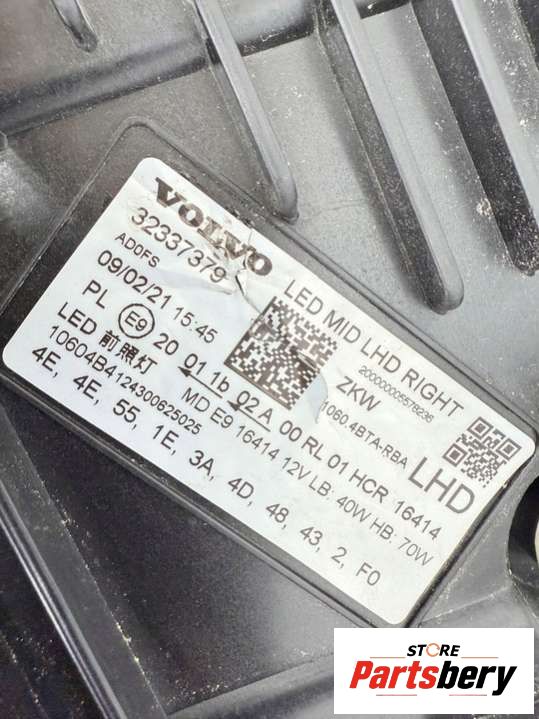 VOLVO
32337379
ADOFS
09/02/21 15:45
LED MID LHD RIGHT
200000005578236
ZKW
1060.4BTA-RBA
LHD
PL E9 20 01 1b 02 A 00 RL 01 HCR 16414
LED 前照灯 MD E9 16414 12V LB: 40W HB: 70W
10604B4124300625025
4E, 4E, 55, 1E, 3A, 4D, 48, 43, 2, F0
STORE
Partsbery